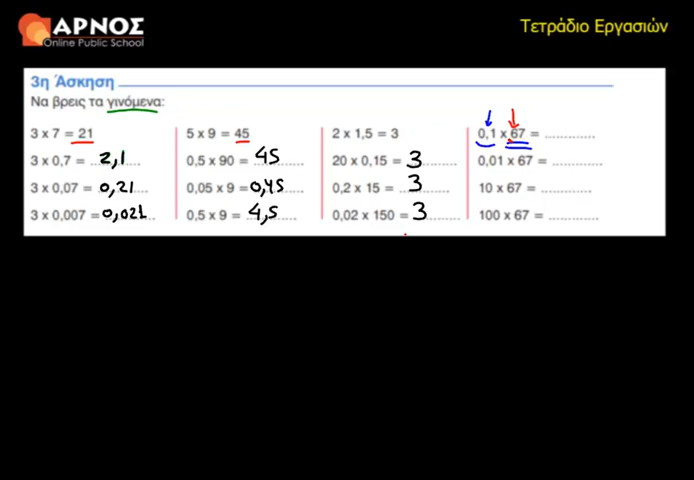 ΑΡΝΟΣ
Online Public School
Τετράδιο Εργασιών
3η Άσκηση
Να βρεις τα γινόμενα:
3 x 7 = 21
3 x 0,7 = 2,1
3 x 0,07 = 0,21
3 x 0,007 = 0,021
5 x 9 = 45
0,5 x 90 = 45
0,05 x 9 = 0,45
0,5 x 9 = 4,5
2 x 1,5 = 3
20 x 0,15 = 3
0,2 x 15 = 3
0,02 x 150 = 3
0,1 x 67 = ..............
0,01 x 67= ..............
10 x 67 = ..............
100 x 67 = ..............